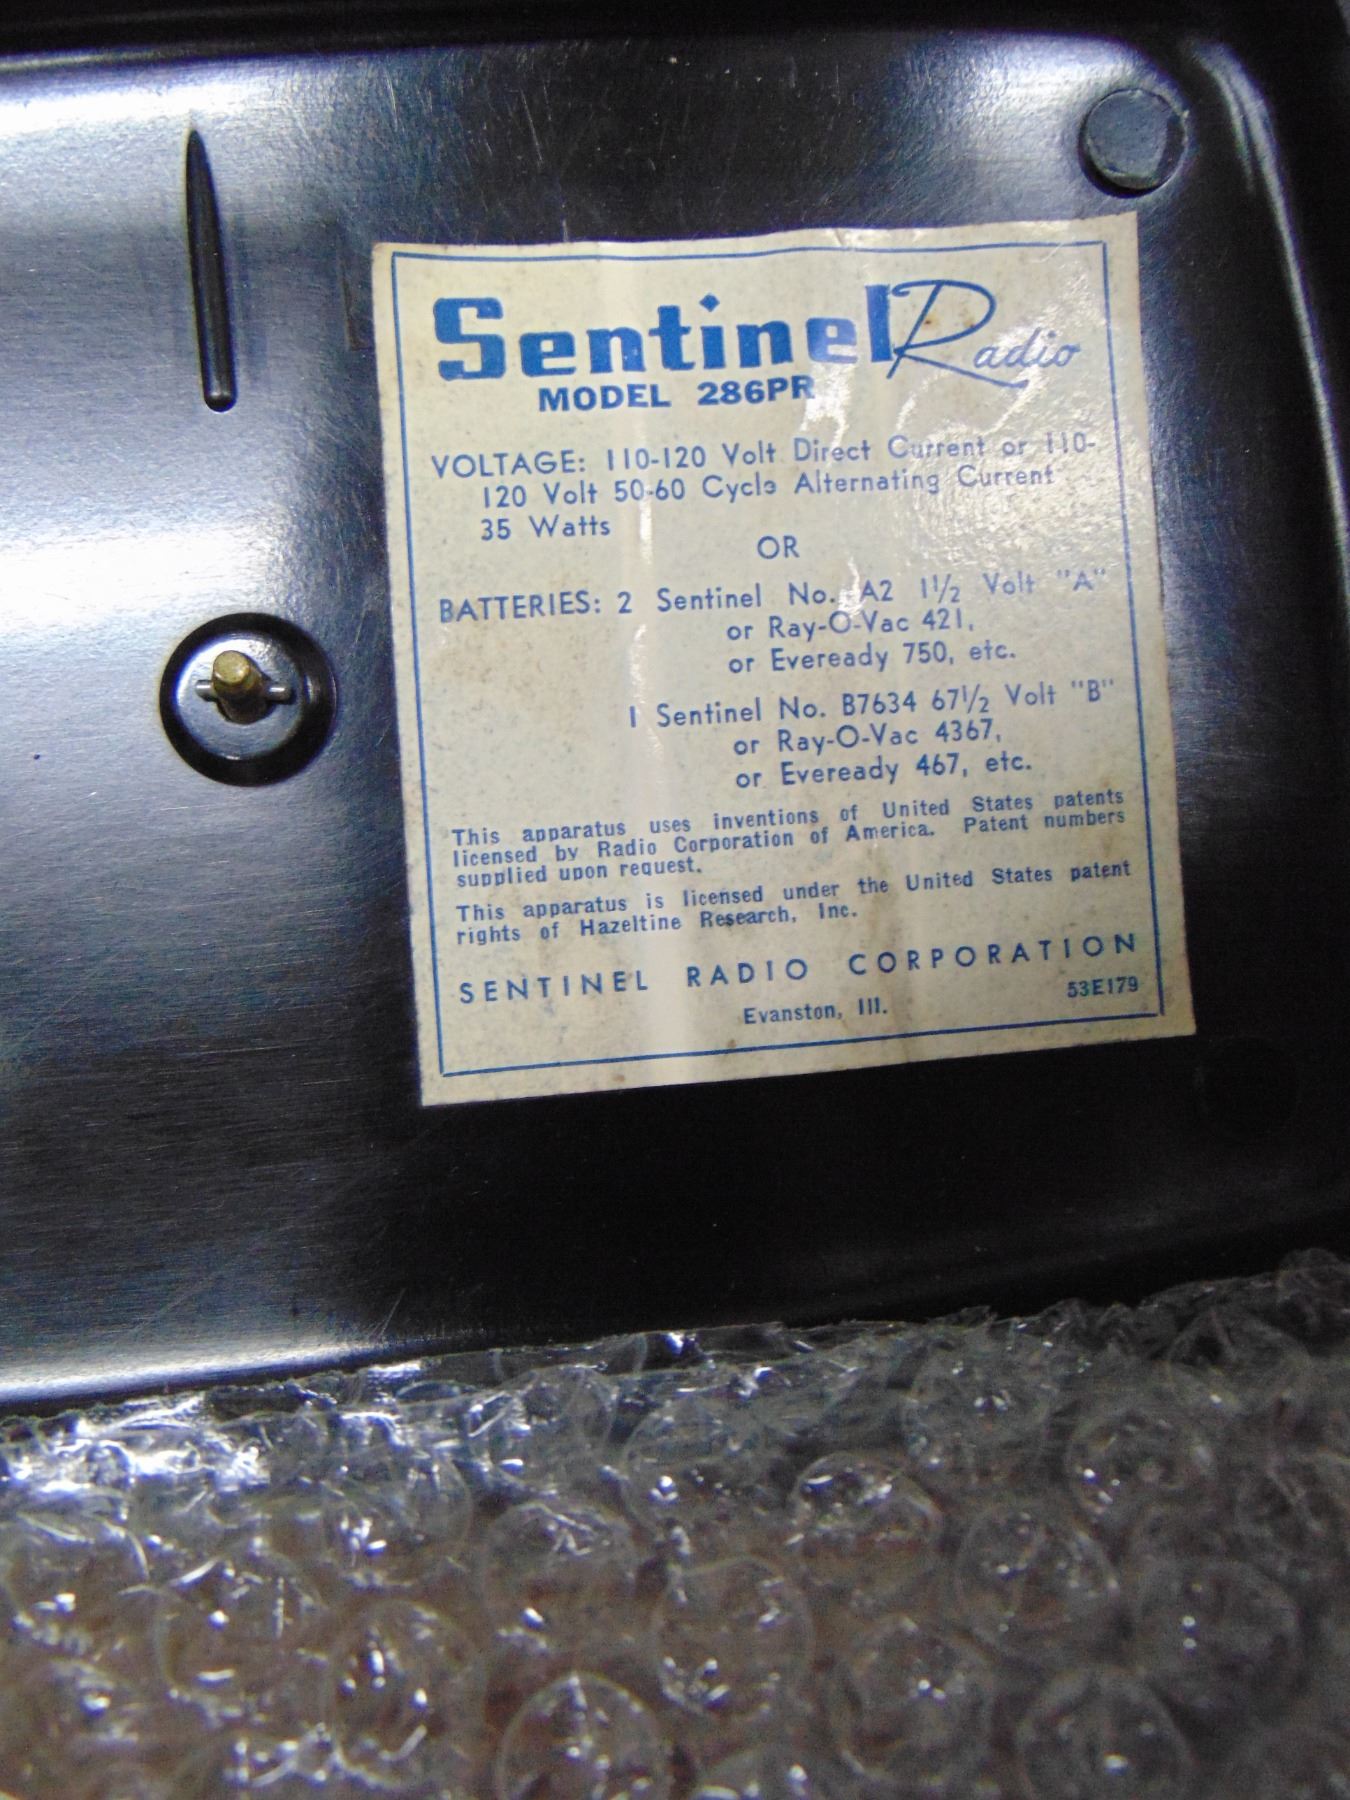 Sentinel Radio
MODEL 286PR
VOLTAGE: 110-120 Volt Direct Current or 110-
120 Volt 50-60 Cycle Alternating Current
35 Watts
OR
BATTERIES: 2 Sentinel No. A2 1½ Volt "A"
or Ray-O-Vac 421,
or Eveready 750, etc.
1 Sentinel No. B7634 67½ Volt "B"
or Ray-O-Vac 4367,
or Eveready 467, etc.
This apparatus uses inventions of United States patents
licensed by Radio Corporation of America. Patent numbers
supplied upon request.
This apparatus is licensed under the United States patent
rights of Hazeltine Research, Inc.
SENTINEL RADIO CORPORATION
Evanston, Ill.
53E179